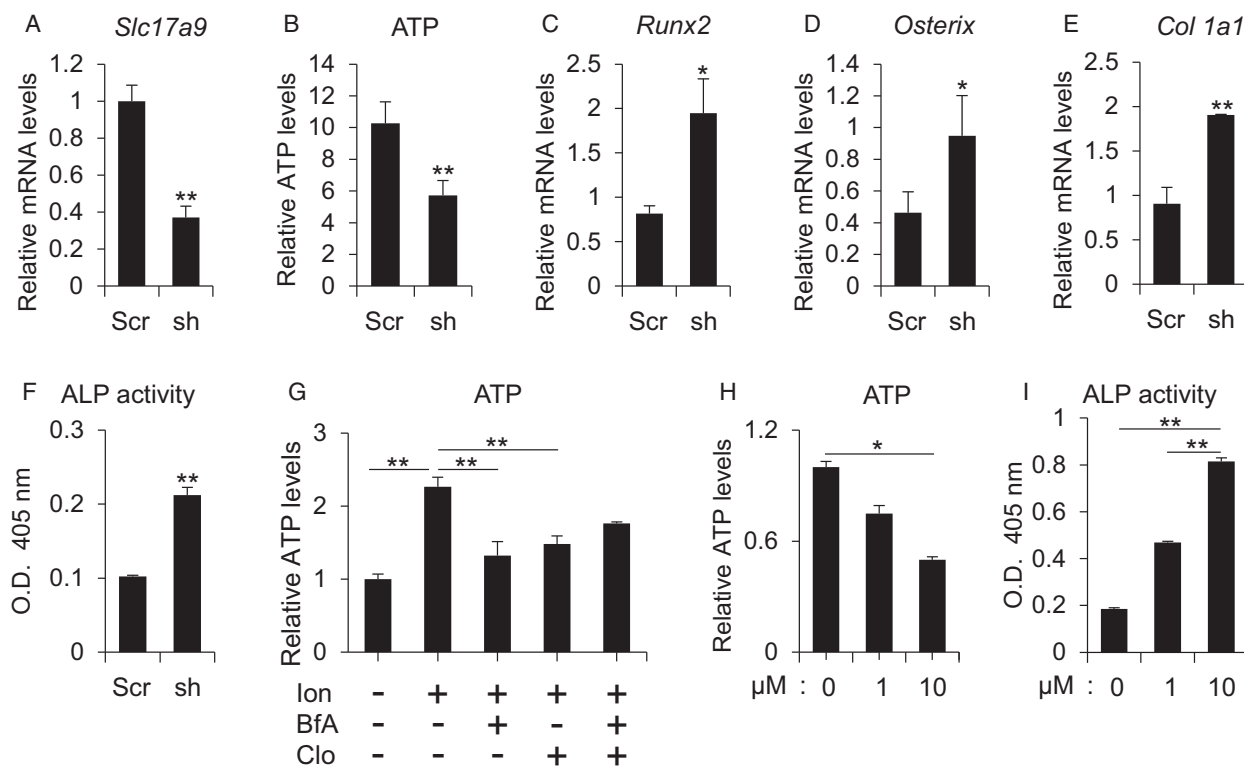 A Slc17a9
Relative mRNA levels
1.2
1
0.8
0.6
0.4
0.2
0
**
Scr sh
B ATP
Relative ATP levels
14
12
10
8
6
4
2
0
**
Scr sh
C Runx2
Relative mRNA levels
2.5
2
1.5
1
0.5
0
*
Scr sh
D Osterix
Relative mRNA levels
1.4
1.2
1
0.8
0.6
0.4
0.2
0
*
Scr sh
E Col 1a1
Relative mRNA levels
2.5
2
1.5
1
0.5
0
**
Scr sh
F ALP activity
O.D. 405 nm
0.3
0.2
0.1
0
**
Scr sh
G ATP
Relative ATP levels
3
2
1
0
**
** **
Ion - + + + +
BfA - - + - +
Clo - - - + +
H ATP
Relative ATP levels
1.2
0.6
0
*
µM : 0 1 10
I ALP activity
O.D. 405 nm
1
0.8
0.6
0.4
0.2
0
**
**
µM : 0 1 10